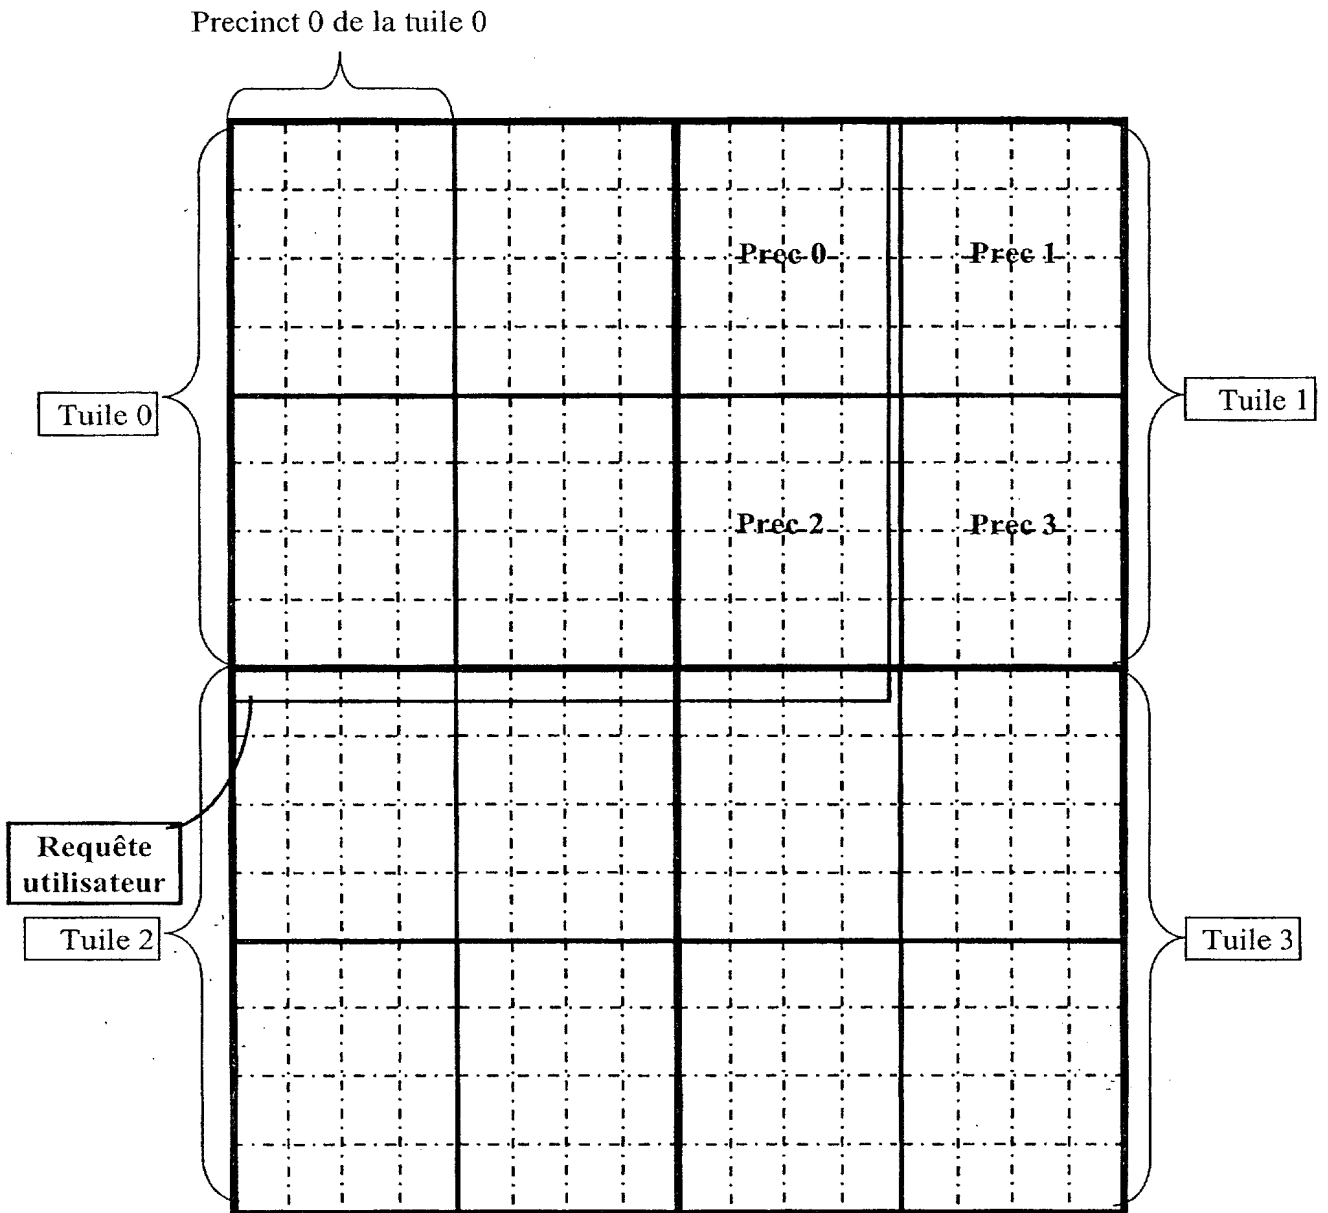 Precinct 0 de la tuile 0
Prec 0
Prec 1
Tuile 0
Tuile 1
Prec 2
Prec 3
Requête
utilisateur
Tuile 2
Tuile 3